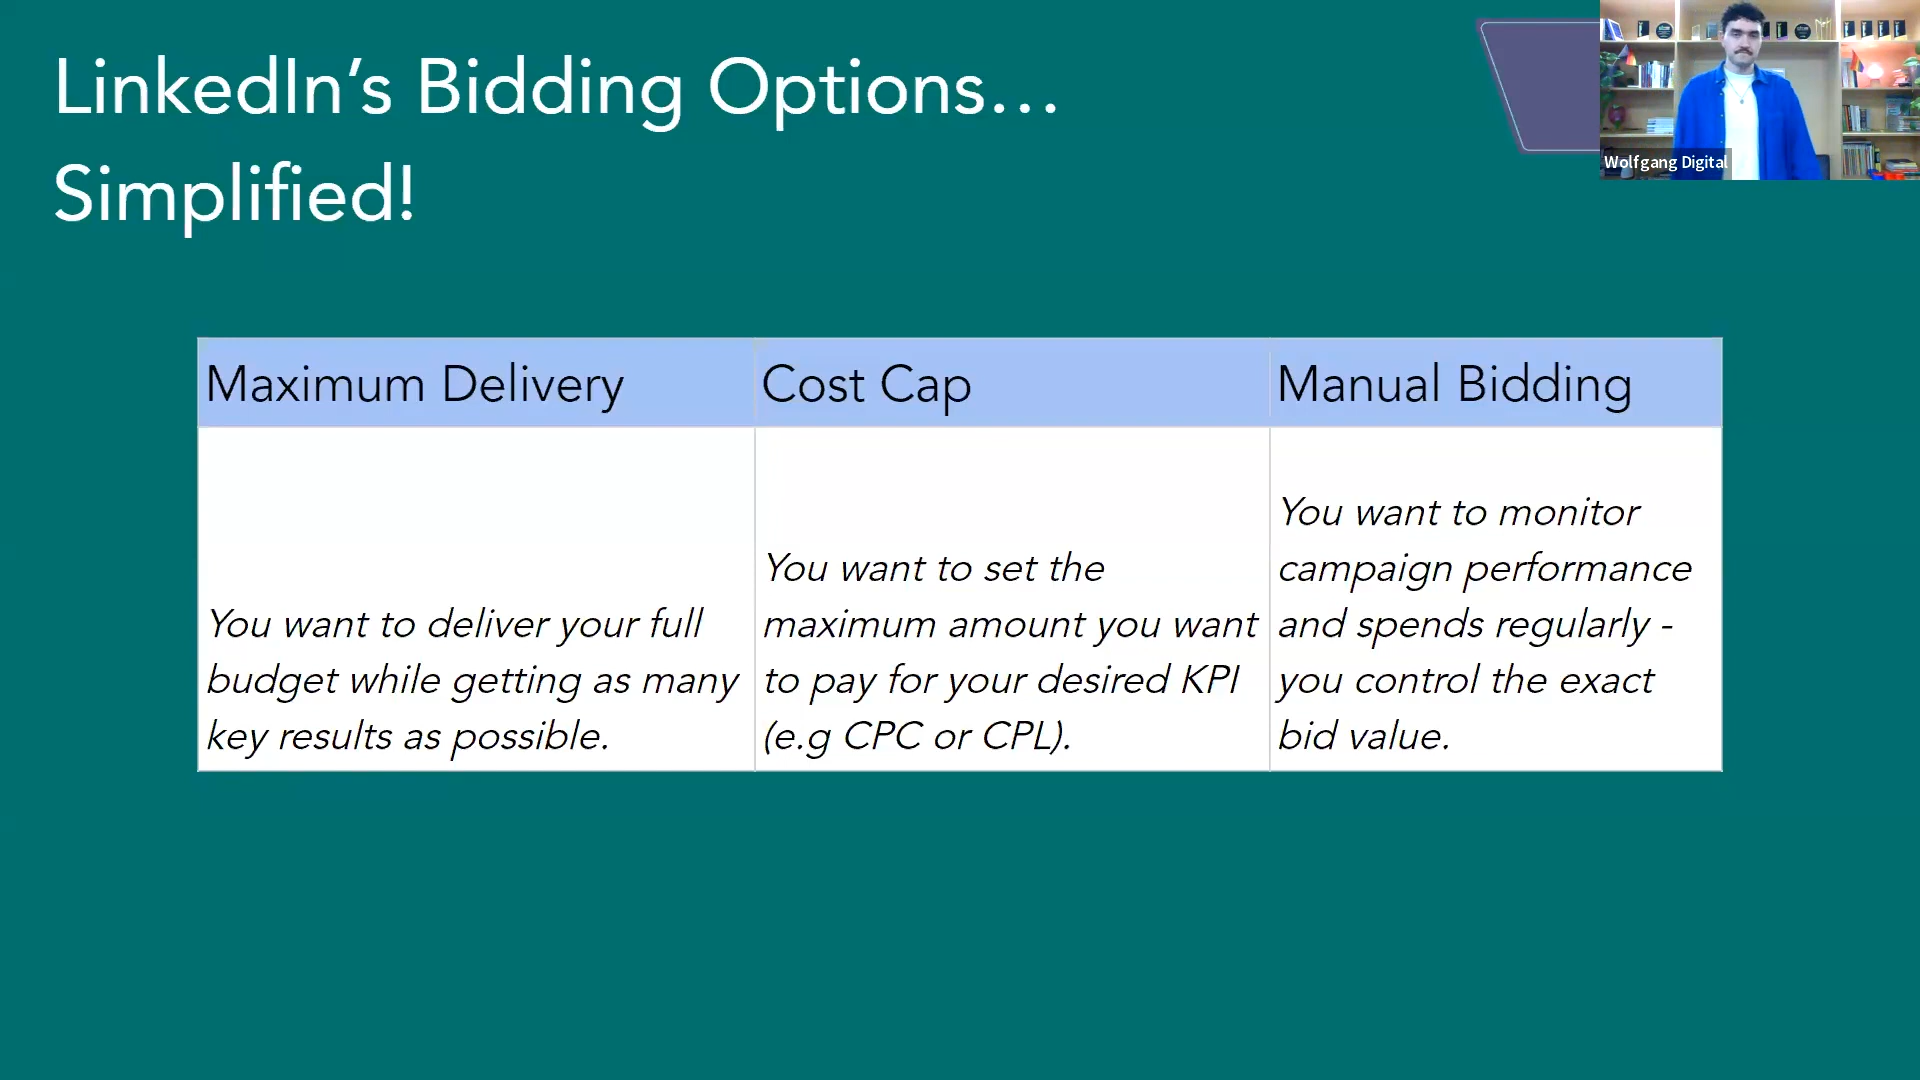 LinkedIn’s Bidding Options…
Simplified!
Wolfgang Digital
Maximum Delivery
Cost Cap
Manual Bidding
You want to deliver your full
budget while getting as many
key results as possible.
You want to set the
maximum amount you want
to pay for your desired KPI
(e.g CPC or CPL).
You want to monitor
campaign performance
and spends regularly -
you control the exact
bid value.